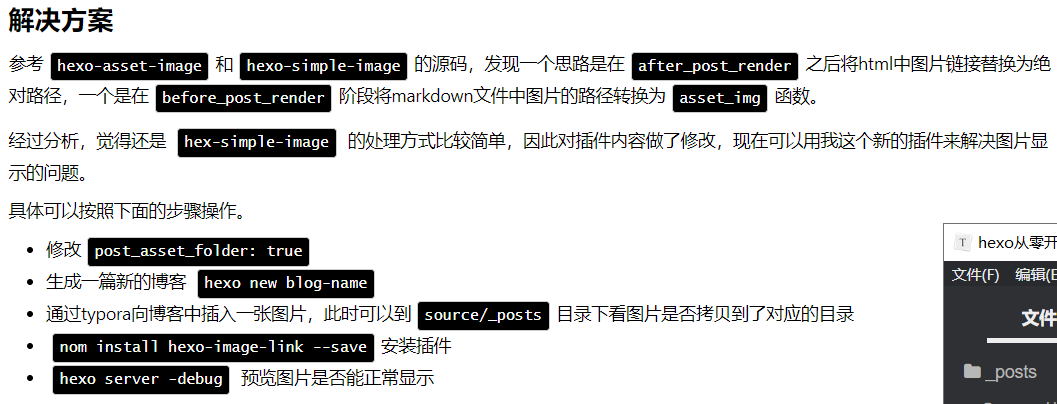 解决方案
参考 hexo-asset-image 和 hexo-simple-image 的源码，发现一个思路是在 after_post_render 之后将html中图片链接替换为绝
对路径，一个是在 before_post_render 阶段将markdown文件中图片的路径转换为 asset_img 函数。
经过分析，觉得还是 hex-simple-image 的处理方式比较简单，因此对插件内容做了修改，现在可以用我这个新的插件来解决图片显
示的问题。
具体可以按照下面的步骤操作。
• 修改 post_asset_folder: true
• 生成一篇新的博客 hexo new blog-name
• 通过typora向博客中插入一张图片，此时可以到 source/_posts 目录下看图片是否拷贝到了对应的目录
• nom install hexo-image-link --save 安装插件
• hexo server -debug 预览图片是否能正常显示
T hexo从零开
文件(F) 编辑(E
文件
_posts